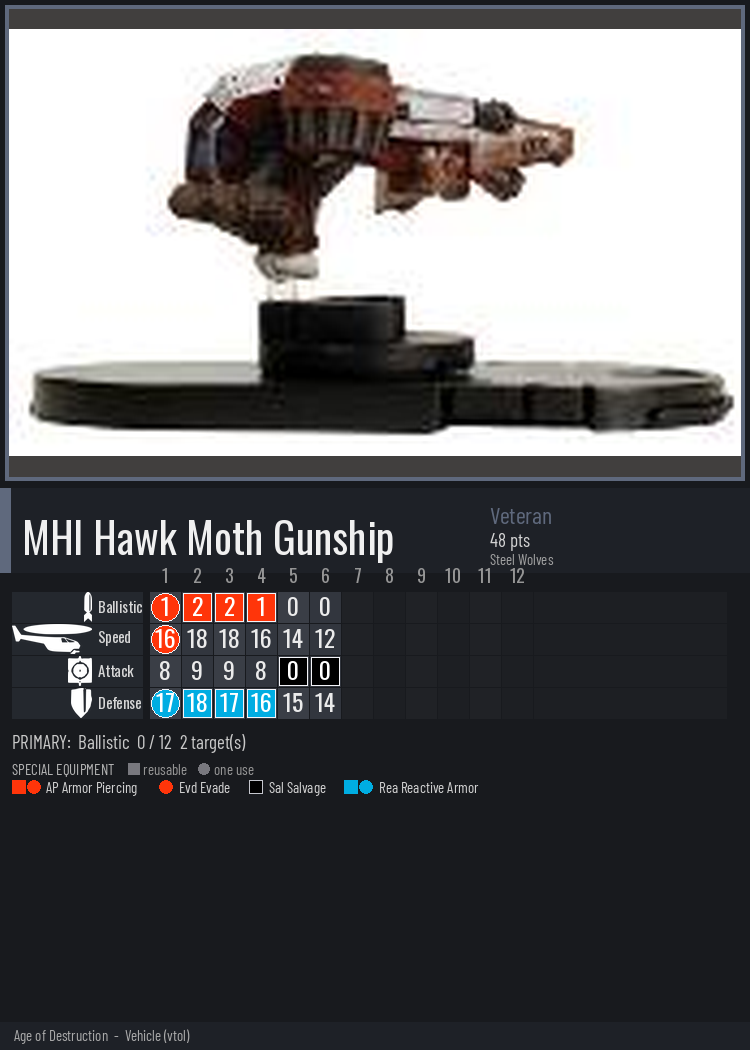 MHI Hawk Moth Gunship
Veteran
48 pts
Steel Wolves
1 2 3 4 5 6 7 8 9 10 11 12
Ballistic 1 2 2 1 0 0
Speed 16 18 18 16 14 12
Attack 8 9 9 8 0 0
Defense 17 18 17 16 15 14
PRIMARY: Ballistic 0 / 12 2 target(s)
SPECIAL EQUIPMENT reusable one use
AP Armor Piercing Evd Evade Sal Salvage Rea Reactive Armor
Age of Destruction - Vehicle (vtol)